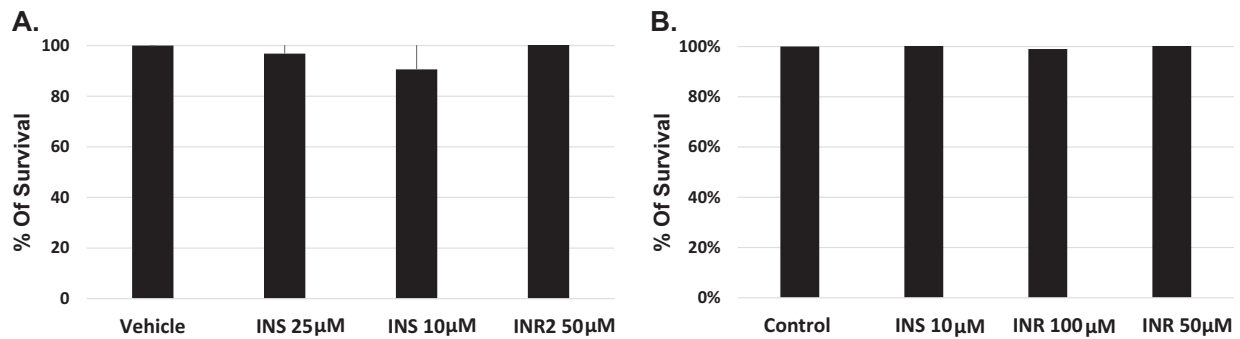 A.
% Of Survival
100
80
60
40
20
0
Vehicle
INS 25µM
INS 10µM
INR2 50µM
B.
% Of Survival
100%
80%
60%
40%
20%
0%
Control
INS 10µM
INR 100µM
INR 50µM